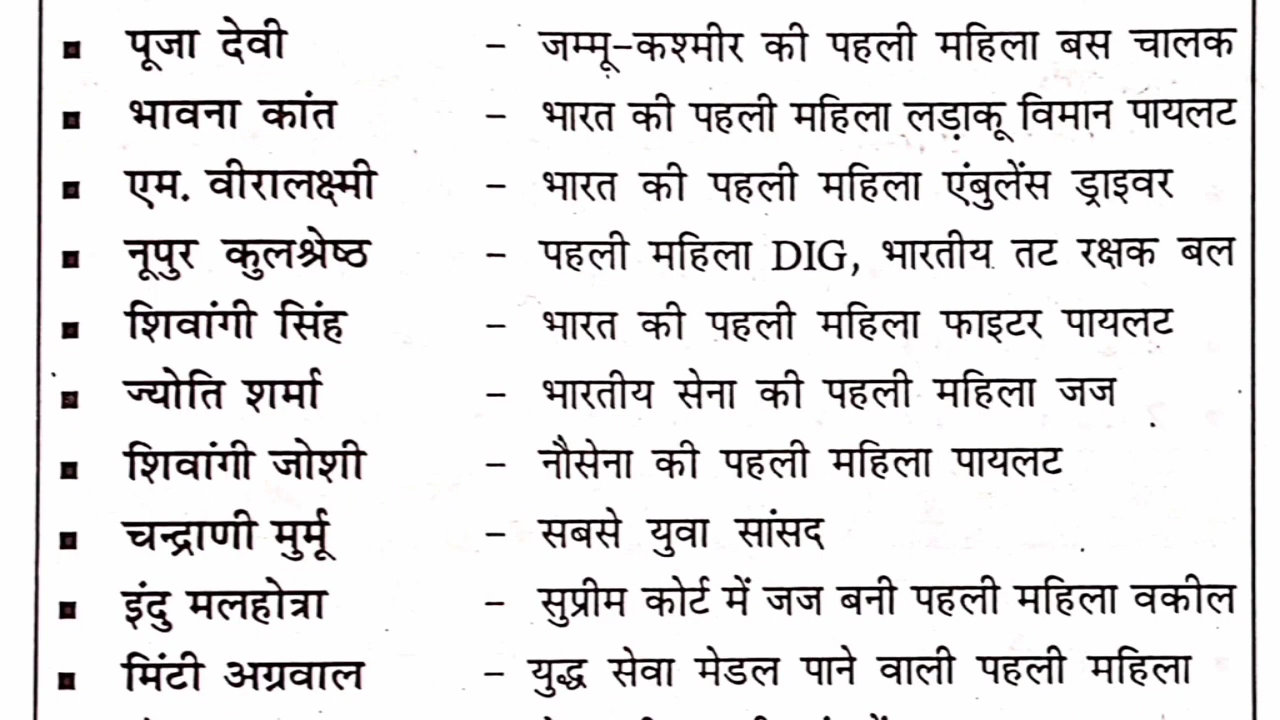 ▪ पूजा देवी – जम्मू-कश्मीर की पहली महिला बस चालक
▪ भावना कांत – भारत की पहली महिला लड़ाकू विमान पायलट
▪ एम. वीरालक्ष्मी – भारत की पहली महिला एंबुलेंस ड्राइवर
▪ नूपुर कुलश्रेष्ठ – पहली महिला DIG, भारतीय तट रक्षक बल
▪ शिवांगी सिंह – भारत की पहली महिला फाइटर पायलट
▪ ज्योति शर्मा – भारतीय सेना की पहली महिला जज
▪ शिवांगी जोशी – नौसेना की पहली महिला पायलट
▪ चन्द्राणी मुर्मू – सबसे युवा सांसद
▪ इंदु मलहोत्रा – सुप्रीम कोर्ट में जज बनी पहली महिला वकील
▪ मिंटी अग्रवाल – युद्ध सेवा मेडल पाने वाली पहली महिला